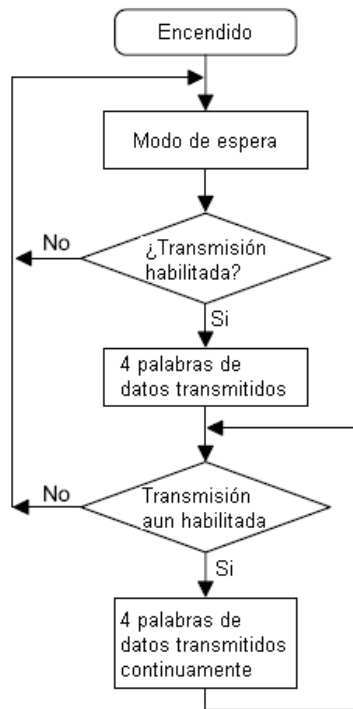 Encendido
Modo de espera
¿Transmisión
habilitada?
No
Si
4 palabras de
datos transmitidos
Transmisión
aun habilitada
No
Si
4 palabras de
datos transmitidos
continuamente